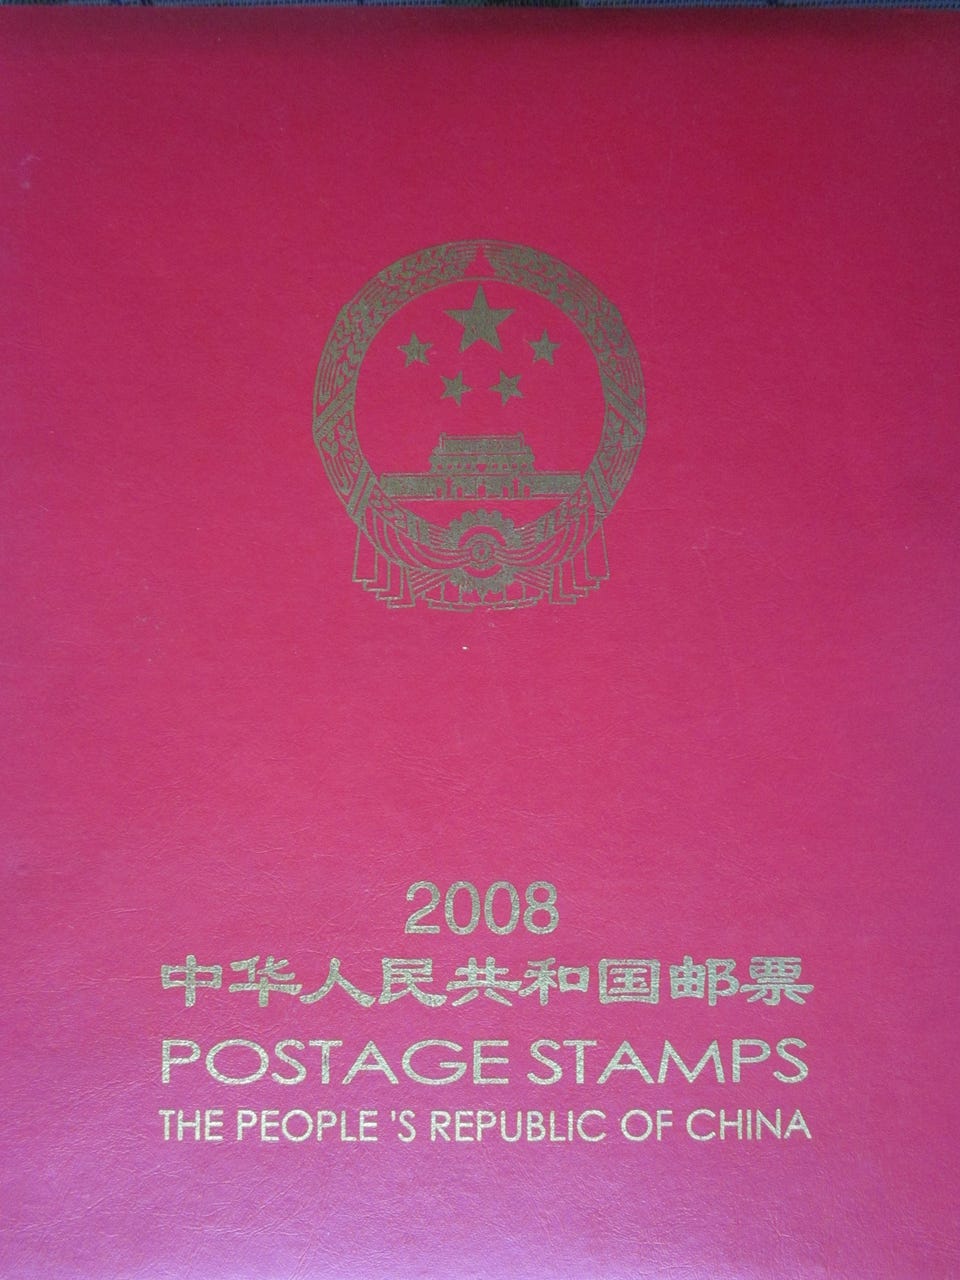 2008
中华人民共和国邮票
POSTAGE STAMPS
THE PEOPLE 'S REPUBLIC OF CHINA